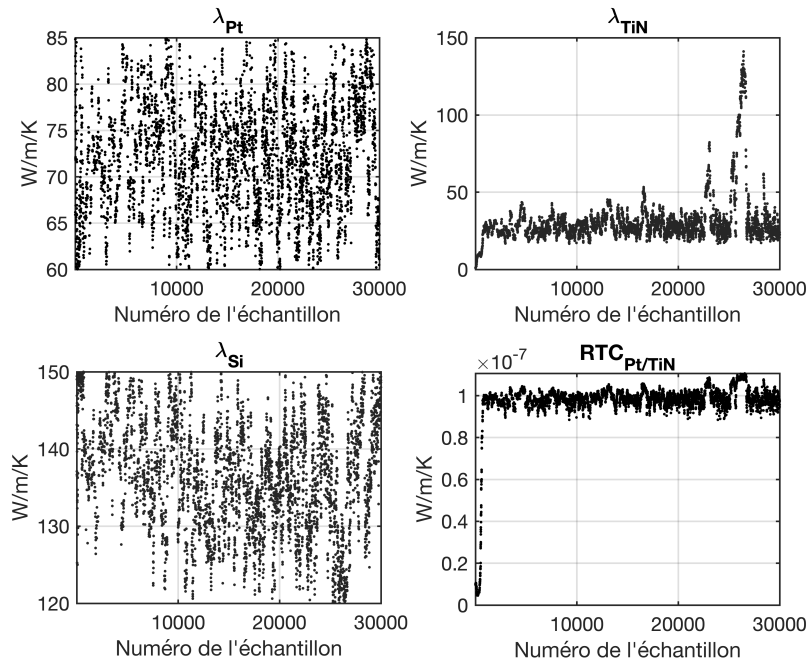 λPt
85
80
75
70
65
60
W/m/K
10000 20000 30000
Numéro de l'échantillon
λTiN
150
100
50
0
W/m/K
0 10000 20000 30000
Numéro de l'échantillon
λSi
150
140
130
120
W/m/K
10000 20000 30000
Numéro de l'échantillon
RTCPt/TiN
×10-7
1
0.8
0.6
0.4
0.2
0
W/m/K
0 10000 20000 30000
Numéro de l'échantillon